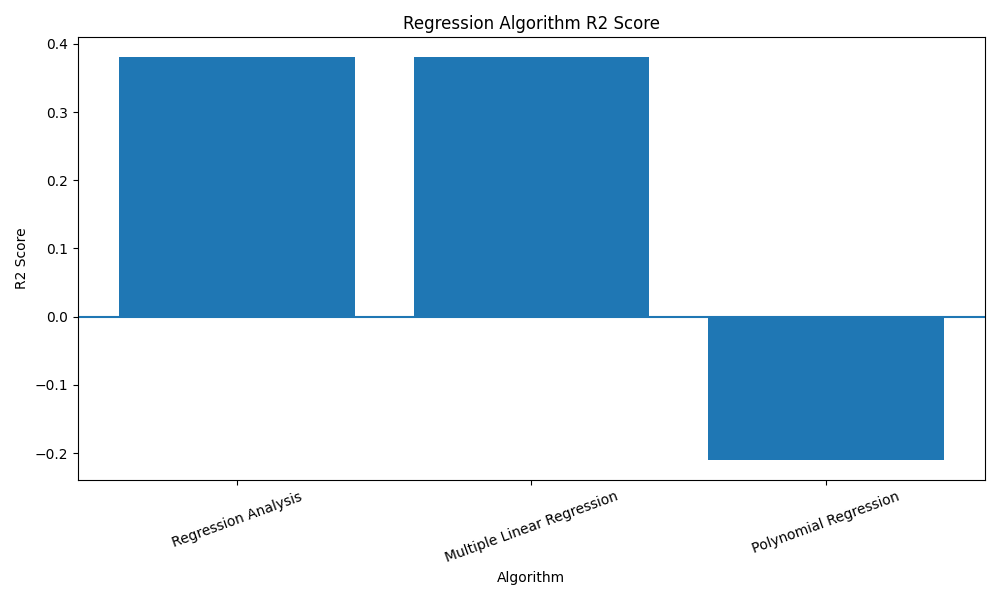 Regression Algorithm R2 Score
0.4
0.3
0.2
0.1
0.0
−0.1
−0.2
R2 Score
Regression Analysis
Multiple Linear Regression
Polynomial Regression
Algorithm